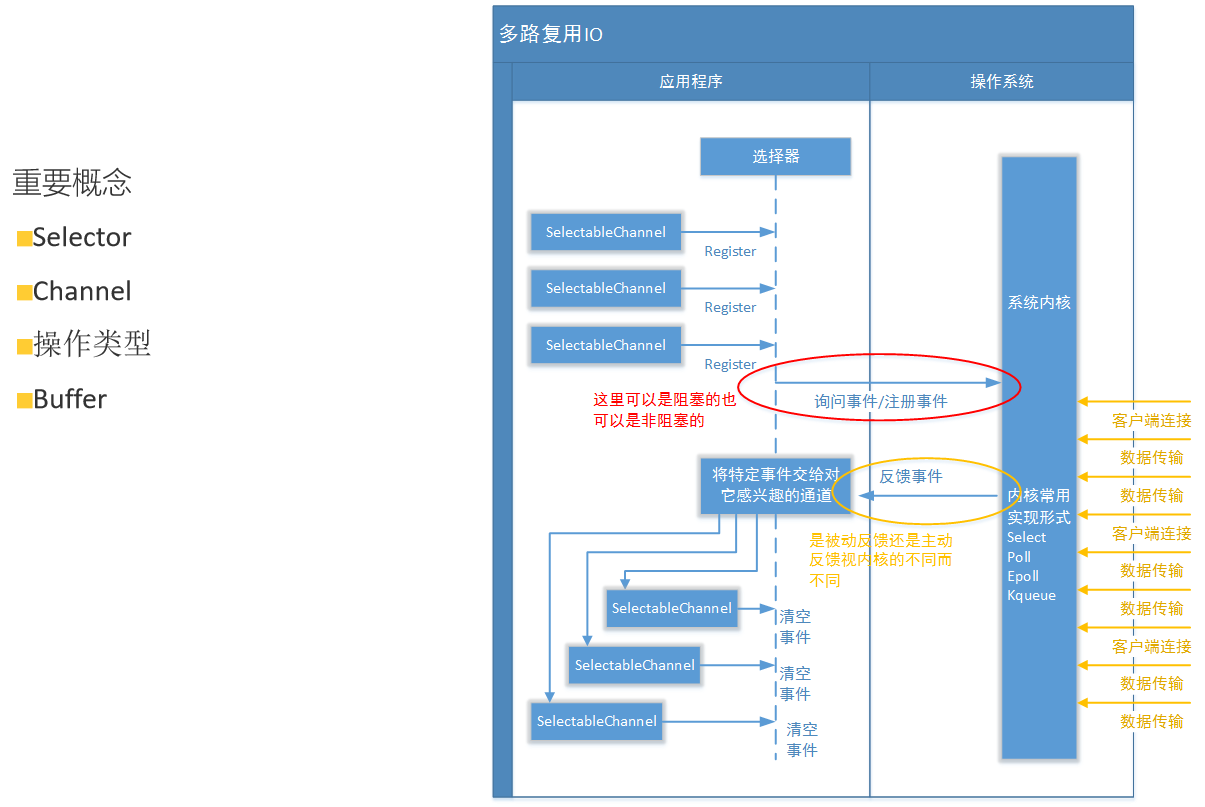 重要概念
Selector
Channel
操作类型
Buffer
多路复用IO
应用程序
操作系统
选择器
SelectableChannel
Register
SelectableChannel
Register
SelectableChannel
Register
这里可以是阻塞的也
可以是非阻塞的
询问事件/注册事件
将特定事件交给对
它感兴趣的通道
反馈事件
是被动反馈还是主动
反馈视内核的不同而
不同
SelectableChannel
清空
事件
SelectableChannel
清空
事件
SelectableChannel
清空
事件
系统内核
内核常用
实现形式
Select
Poll
Epoll
Kqueue
客户端连接
数据传输
数据传输
客户端连接
数据传输
数据传输
客户端连接
数据传输
数据传输